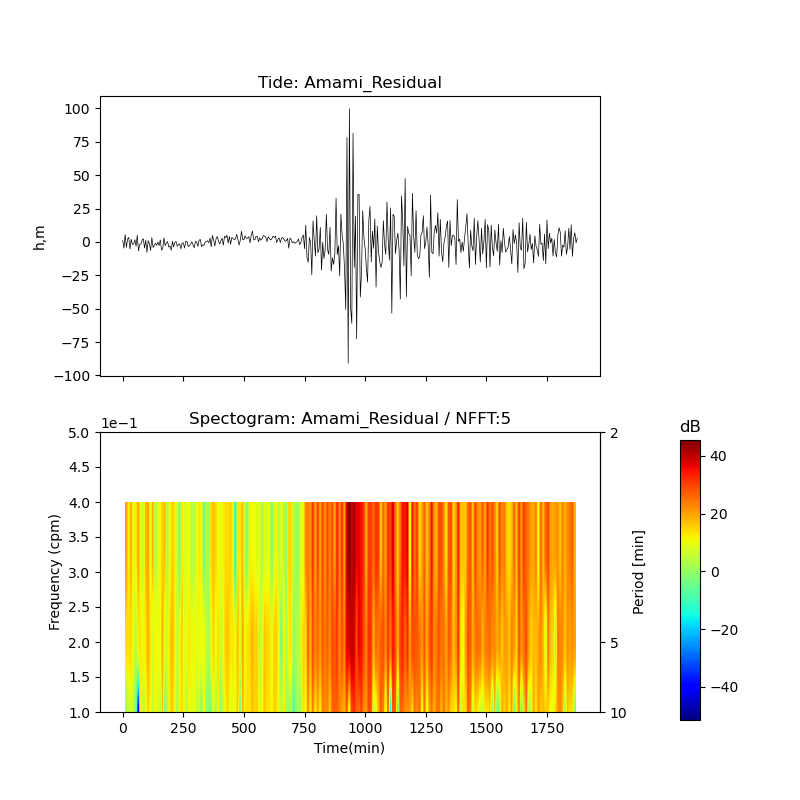 Tide: Amami_Residual
100
75
50
25
0
−25
−50
−75
−100
h,m
Spectogram: Amami_Residual / NFFT:5
1e−1
5.0
4.5
4.0
3.5
3.0
2.5
2.0
1.5
1.0
Frequency (cpm)
0 250 500 750 1000 1250 1500 1750
Time(min)
2
5
10
Period [min]
dB
40
20
0
−20
−40